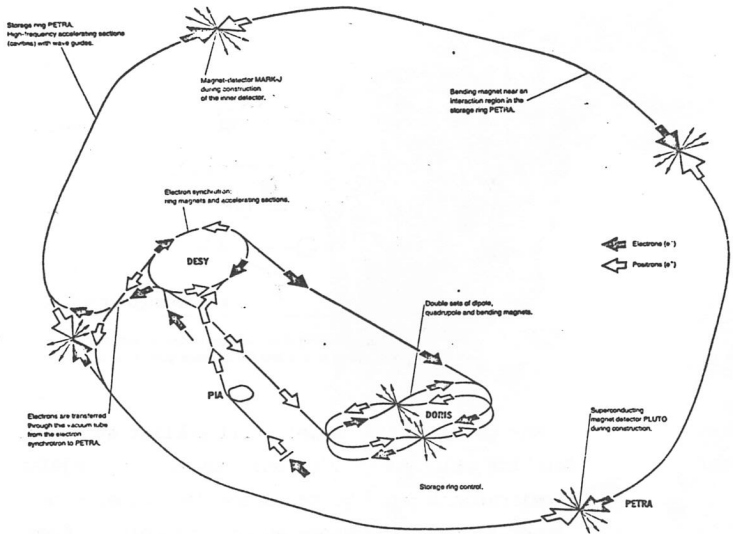 Storage ring PETRA.
High-frequency accelerating sections
(cavities) with wave guides.
Magnet-detector MARK-J
during construction
of the inner detector.
Bending magnet near an
interaction region in the
storage ring PETRA.
Electron synchrotron:
ring magnets and accelerating sections.
DESY
Electrons (e⁻)
Positrons (e⁺)
Double sets of dipole,
quadrupole and bending magnets.
PIA
DORIS
Electrons are transferred
through the vacuum tube
from the electron
synchrotron to PETRA.
Superconducting
magnet detector PLUTO
during construction.
Storage ring control.
PETRA